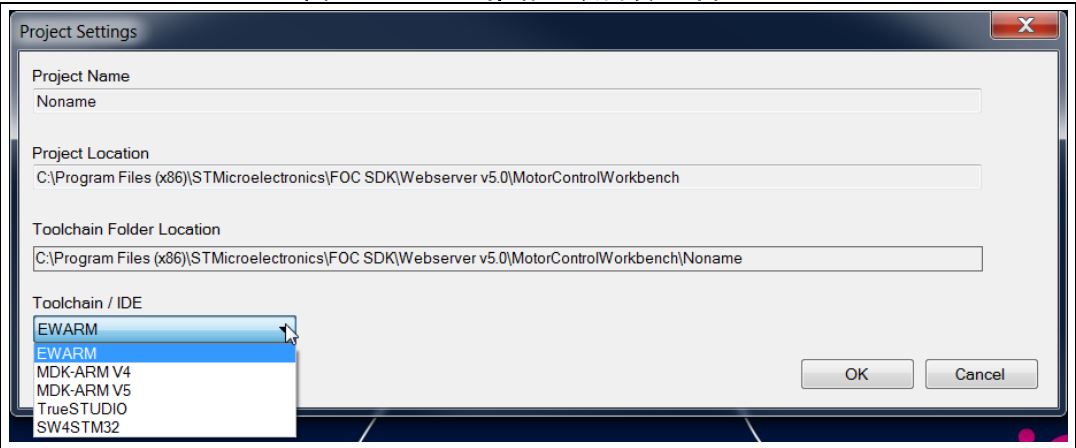 Project Settings
X
Project Name
Noname
Project Location
C:\Program Files (x86)\STMicroelectronics\FOC SDK\Webserver v5.0\MotorControlWorkbench
Toolchain Folder Location
C:\Program Files (x86)\STMicroelectronics\FOC SDK\Webserver v5.0\MotorControlWorkbench\Noname
Toolchain / IDE
EWARM
EWARM
MDK-ARM V4
MDK-ARM V5
TrueSTUDIO
SW4STM32
OK Cancel